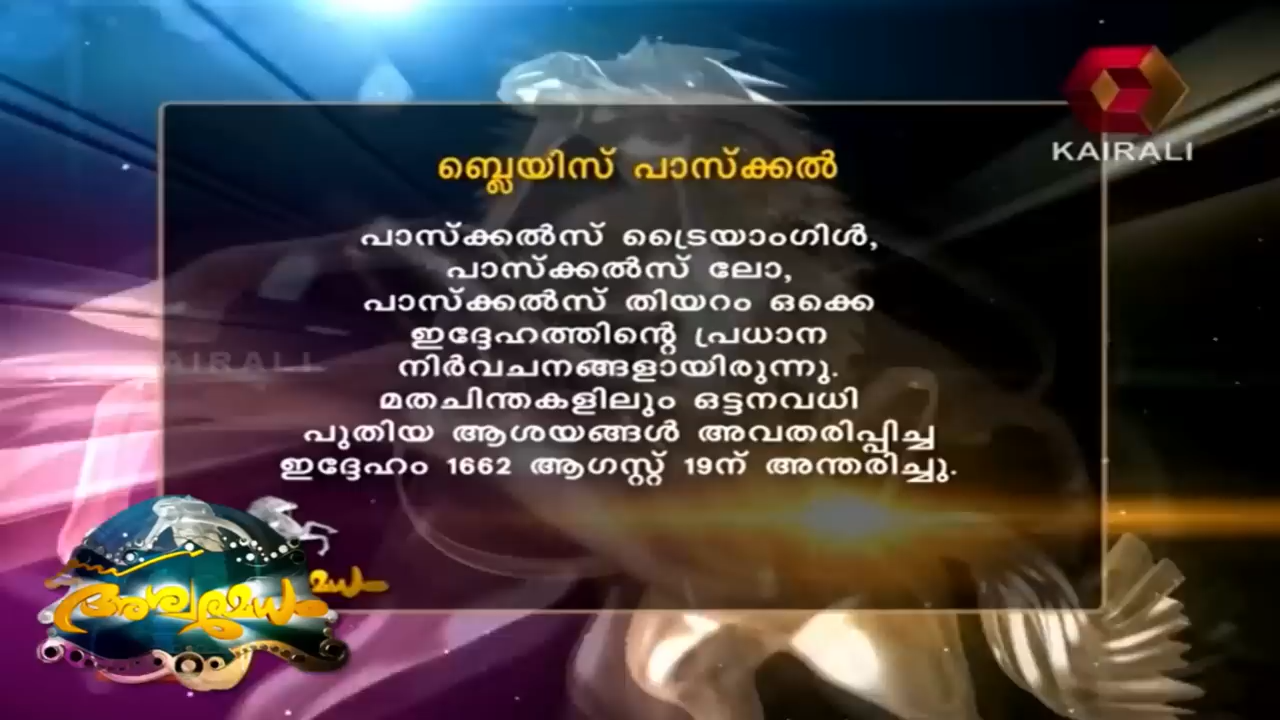 KAIRALI
ബ്ലെയിസ് പാസ്ക്കൽ
പാസ്ക്കൽസ് ട്രൈയാംഗിൾ,
പാസ്ക്കൽസ് ലോ,
പാസ്ക്കൽസ് തിയറം ഒക്കെ
ഇദ്ദേഹത്തിന്റെ പ്രധാന
നിർവചനങ്ങളായിരുന്നു.
മതചിന്തകളിലും ഒട്ടനവധി
പുതിയ ആശയങ്ങൾ അവതരിപ്പിച്ച
ഇദ്ദേഹം 1662 ആഗസ്റ്റ് 19ന് അന്തരിച്ചു.
KAIRALI
അശ്വമേധം